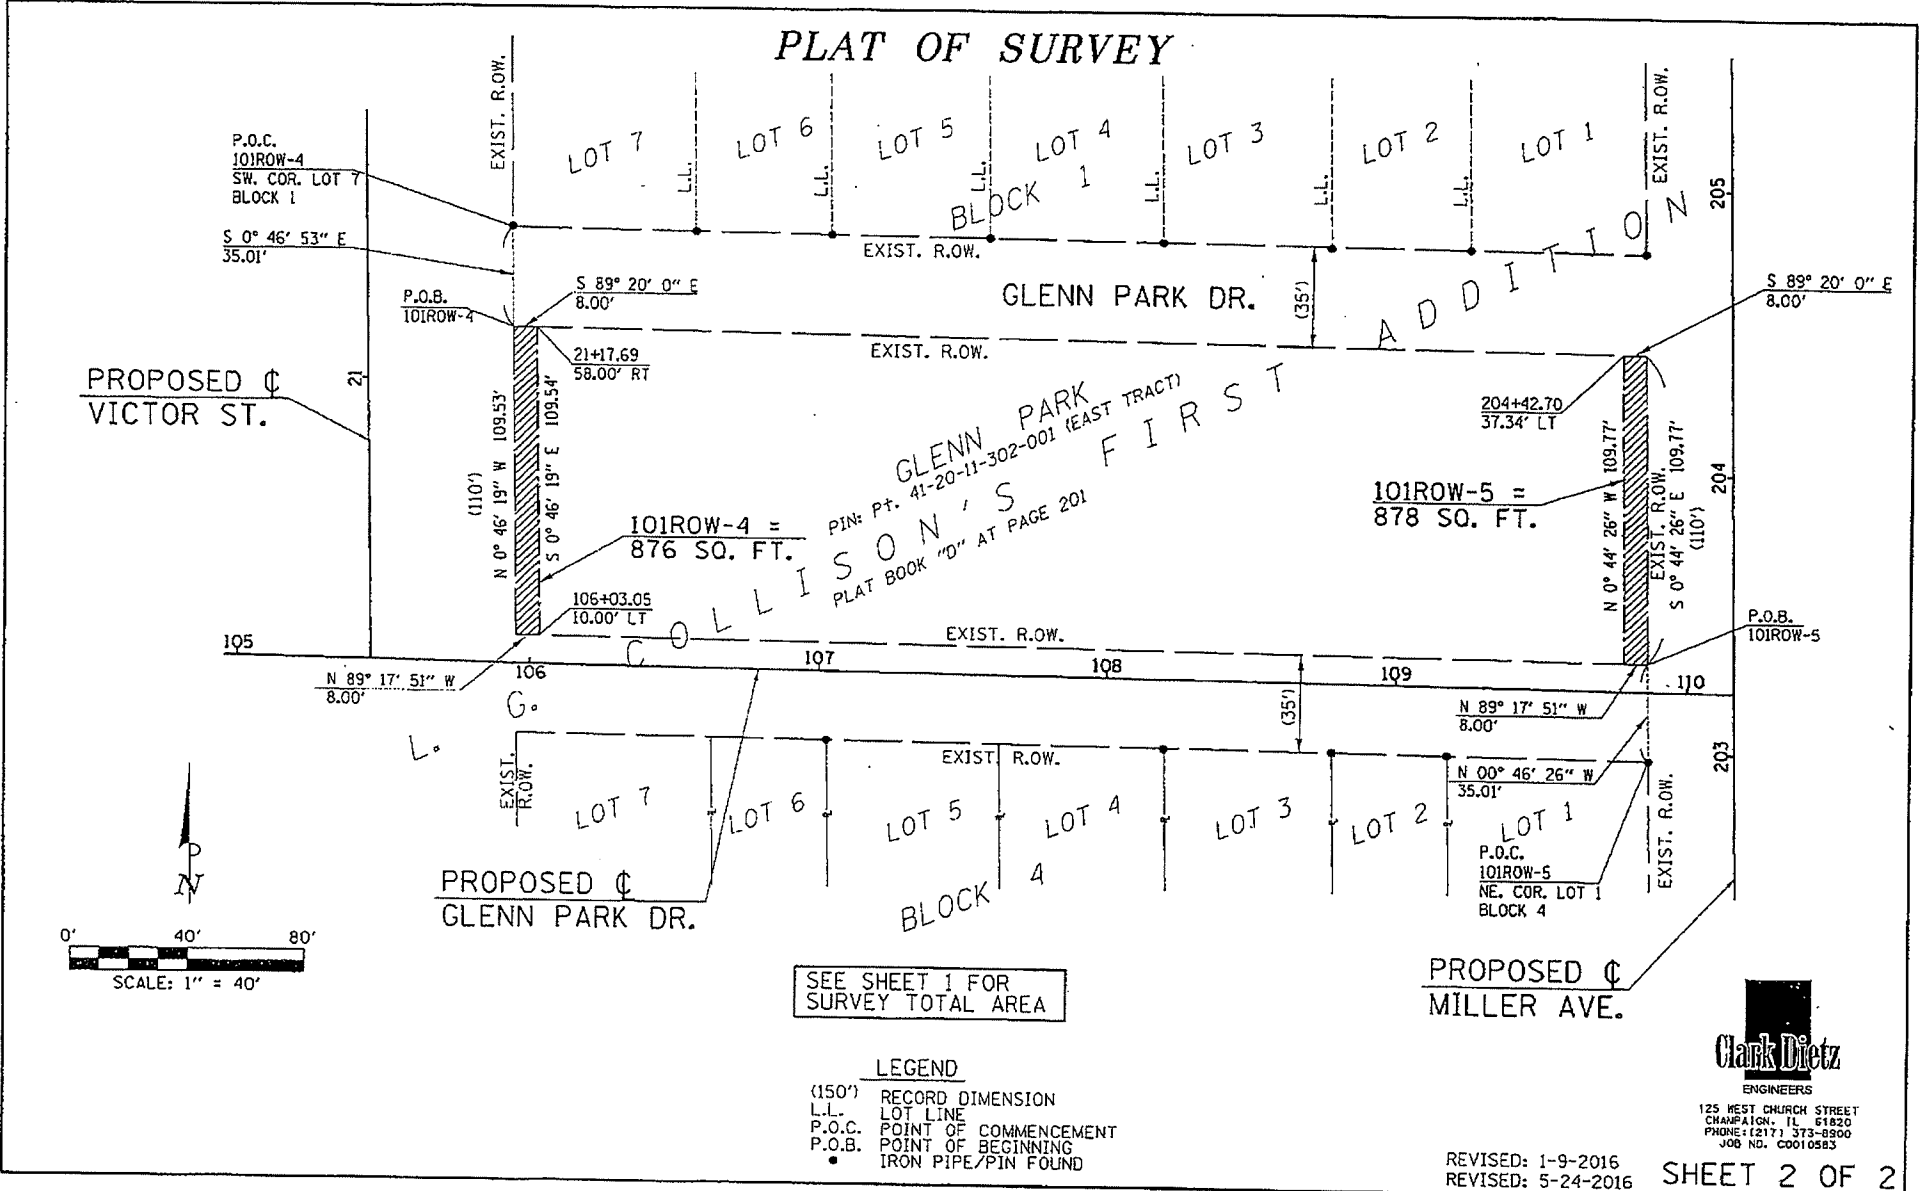 PLAT OF SURVEY
EXIST. R.OW.
LOT 7
L.L.
LOT 6
L.L.
LOT 5
L.L.
LOT 4
L.L.
LOT 3
L.L.
LOT 2
L.L.
LOT 1
EXIST. R.OW.
205
BLOCK 1
P.O.C.
101ROW-4
SW. COR. LOT 7
BLOCK 1
S 0° 46' 53" E
35.01'
EXIST. R.OW.
GLENN PARK DR.
(35')
P.O.B.
101ROW-4
S 89° 20' 0" E
8.00'
21+17.69
58.00' RT
EXIST. R.OW.
S 89° 20' 0" E
8.00'
PROPOSED ℄
VICTOR ST.
21
(110')
N 0° 46' 19" W 109.53'
S 0° 46' 19" E 109.54'
101ROW-4 =
876 SQ. FT.
GLENN PARK
PIN: Pt. 41-20-11-302-001 (EAST TRACT)
L. G. COLLISON'S FIRST ADDITION
PLAT BOOK "D" AT PAGE 201
204+42.70
37.34' LT
101ROW-5 =
878 SQ. FT.
N 0° 44' 26" W 109.77'
EXIST. R.OW.
S 0° 44' 26" E 109.77'
(110')
204
106+03.05
10.00' LT
EXIST. R.OW.
P.O.B.
101ROW-5
105
106
107
108
109
110
N 89° 17' 51" W
8.00'
(35')
N 89° 17' 51" W
8.00'
203
EXIST. R.OW.
EXIST. R.OW.
N 00° 46' 26" W
35.01'
LOT 7
LOT 6
LOT 5
LOT 4
LOT 3
LOT 2
LOT 1
BLOCK 4
P.O.C.
101ROW-5
NE. COR. LOT 1
BLOCK 4
EXIST. R.OW.
PROPOSED ℄
GLENN PARK DR.
PROPOSED ℄
MILLER AVE.
N
0' 40' 80'
SCALE: 1" = 40'
SEE SHEET 1 FOR
SURVEY TOTAL AREA
LEGEND
(150') RECORD DIMENSION
L.L. LOT LINE
P.O.C. POINT OF COMMENCEMENT
P.O.B. POINT OF BEGINNING
● IRON PIPE/PIN FOUND
Clark Dietz
ENGINEERS
125 WEST CHURCH STREET
CHAMPAIGN, IL 61820
PHONE: (217) 373-8900
JOB NO. C0010583
REVISED: 1-9-2016
REVISED: 5-24-2016
SHEET 2 OF 2